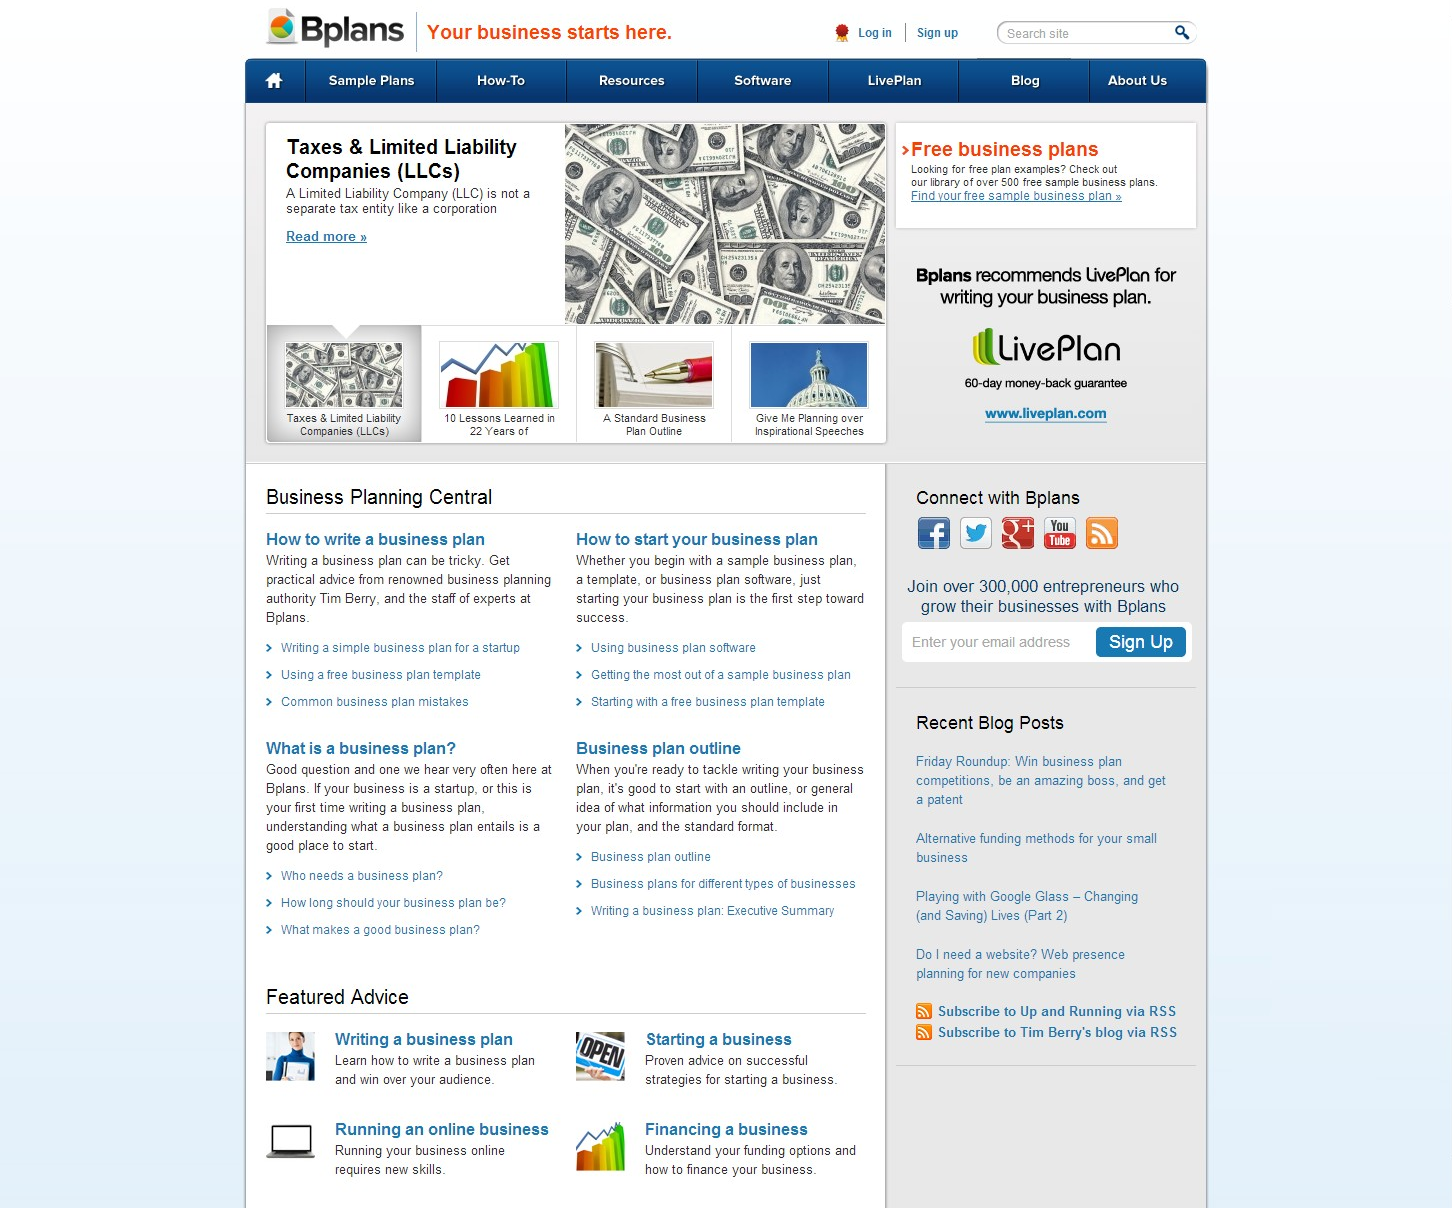 Bplans
Your business starts here.
Log in
Sign up
Search site
Sample Plans
How-To
Resources
Software
LivePlan
Blog
About Us
Taxes & Limited Liability
Companies (LLCs)
A Limited Liability Company (LLC) is not a
separate tax entity like a corporation
Read more »
Taxes & Limited Liability
Companies (LLCs)
10 Lessons Learned in
22 Years of
A Standard Business
Plan Outline
Give Me Planning over
Inspirational Speeches
Free business plans
Looking for free plan examples? Check out
our library of over 500 free sample business plans.
Find your free sample business plan »
Bplans recommends LivePlan for
writing your business plan.
LivePlan
60-day money-back guarantee
www.liveplan.com
Business Planning Central
How to write a business plan
Writing a business plan can be tricky. Get
practical advice from renowned business planning
authority Tim Berry, and the staff of experts at
Bplans.
Writing a simple business plan for a startup
Using a free business plan template
Common business plan mistakes
How to start your business plan
Whether you begin with a sample business plan,
a template, or business plan software, just
starting your business plan is the first step toward
success.
Using business plan software
Getting the most out of a sample business plan
Starting with a free business plan template
What is a business plan?
Good question and one we hear very often here at
Bplans. If your business is a startup, or this is
your first time writing a business plan,
understanding what a business plan entails is a
good place to start.
Who needs a business plan?
How long should your business plan be?
What makes a good business plan?
Business plan outline
When you're ready to tackle writing your business
plan, it's good to start with an outline, or general
idea of what information you should include in
your plan, and the standard format.
Business plan outline
Business plans for different types of businesses
Writing a business plan: Executive Summary
Featured Advice
Writing a business plan
Learn how to write a business plan
and win over your audience.
OPEN
Starting a business
Proven advice on successful
strategies for starting a business.
Running an online business
Running your business online
requires new skills.
Financing a business
Understand your funding options and
how to finance your business.
Connect with Bplans
You
Tube
Join over 300,000 entrepreneurs who
grow their businesses with Bplans
Enter your email address
Sign Up
Recent Blog Posts
Friday Roundup: Win business plan
competitions, be an amazing boss, and get
a patent
Alternative funding methods for your small
business
Playing with Google Glass – Changing
(and Saving) Lives (Part 2)
Do I need a website? Web presence
planning for new companies
Subscribe to Up and Running via RSS
Subscribe to Tim Berry's blog via RSS